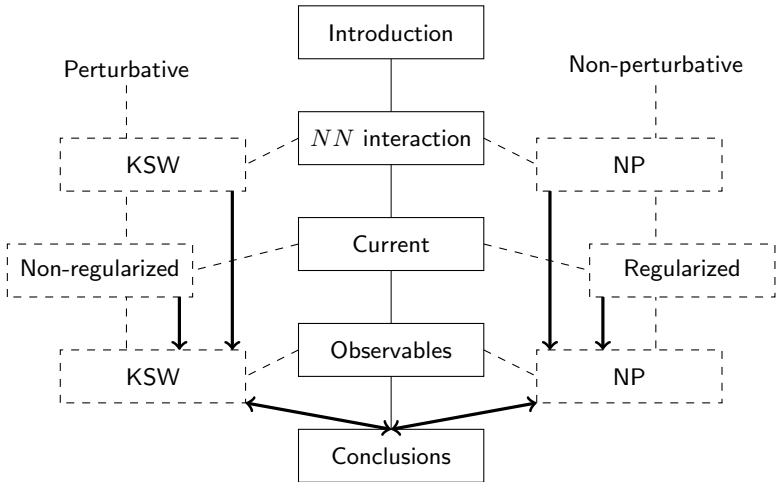 Introduction
Perturbative
Non-perturbative
KSW
NN interaction
NP
Non-regularized
Current
Regularized
KSW
Observables
NP
Conclusions